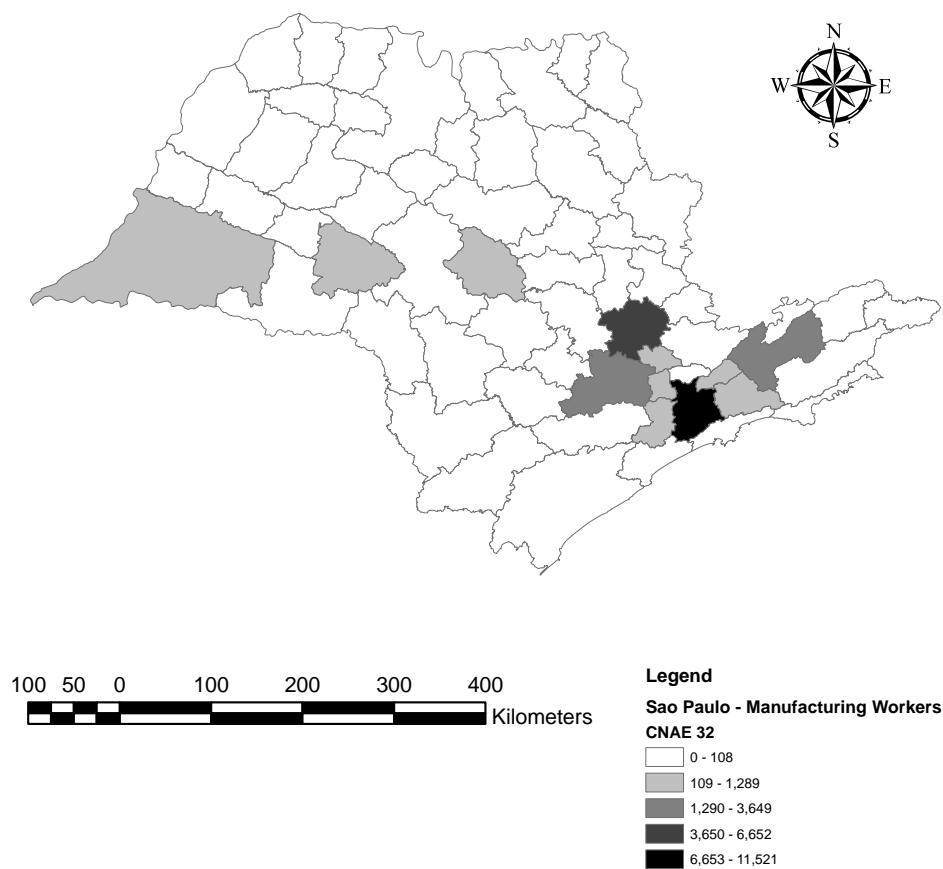 N
W E
S
100 50 0 100 200 300 400
Kilometers
Legend
Sao Paulo - Manufacturing Workers
CNAE 32
0 - 108
109 - 1,289
1,290 - 3,649
3,650 - 6,652
6,653 - 11,521